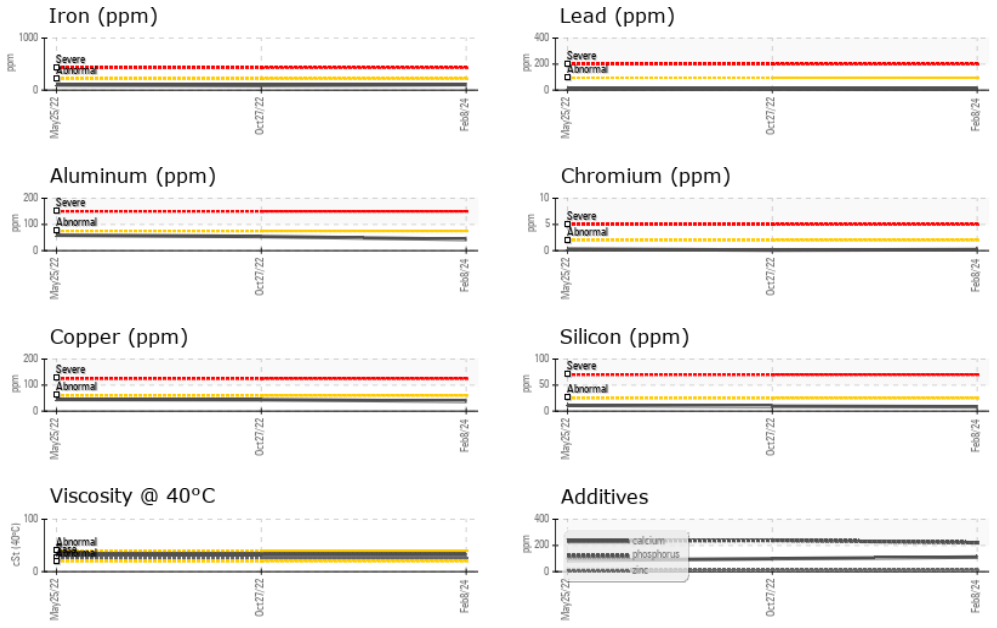 Iron (ppm)
1000
ppm
Severe
Abnormal
0
May25/22
Oct27/22
Feb8/24
Lead (ppm)
400
ppm
200
Severe
Abnormal
0
May25/22
Oct27/22
Feb8/24
Aluminum (ppm)
200
ppm
Severe
100
Abnormal
0
May25/22
Oct27/22
Feb8/24
Chromium (ppm)
10
ppm
Severe
5
Abnormal
0
May25/22
Oct27/22
Feb8/24
Copper (ppm)
200
ppm
Severe
100
Abnormal
0
May25/22
Oct27/22
Feb8/24
Silicon (ppm)
100
ppm
Severe
50
Abnormal
0
May25/22
Oct27/22
Feb8/24
Viscosity @ 40°C
100
cSt (40°C)
Abnormal
Base
Abnormal
0
May25/22
Oct27/22
Feb8/24
Additives
400
ppm
200
calcium
phosphorus
zinc
0
May25/22
Oct27/22
Feb8/24